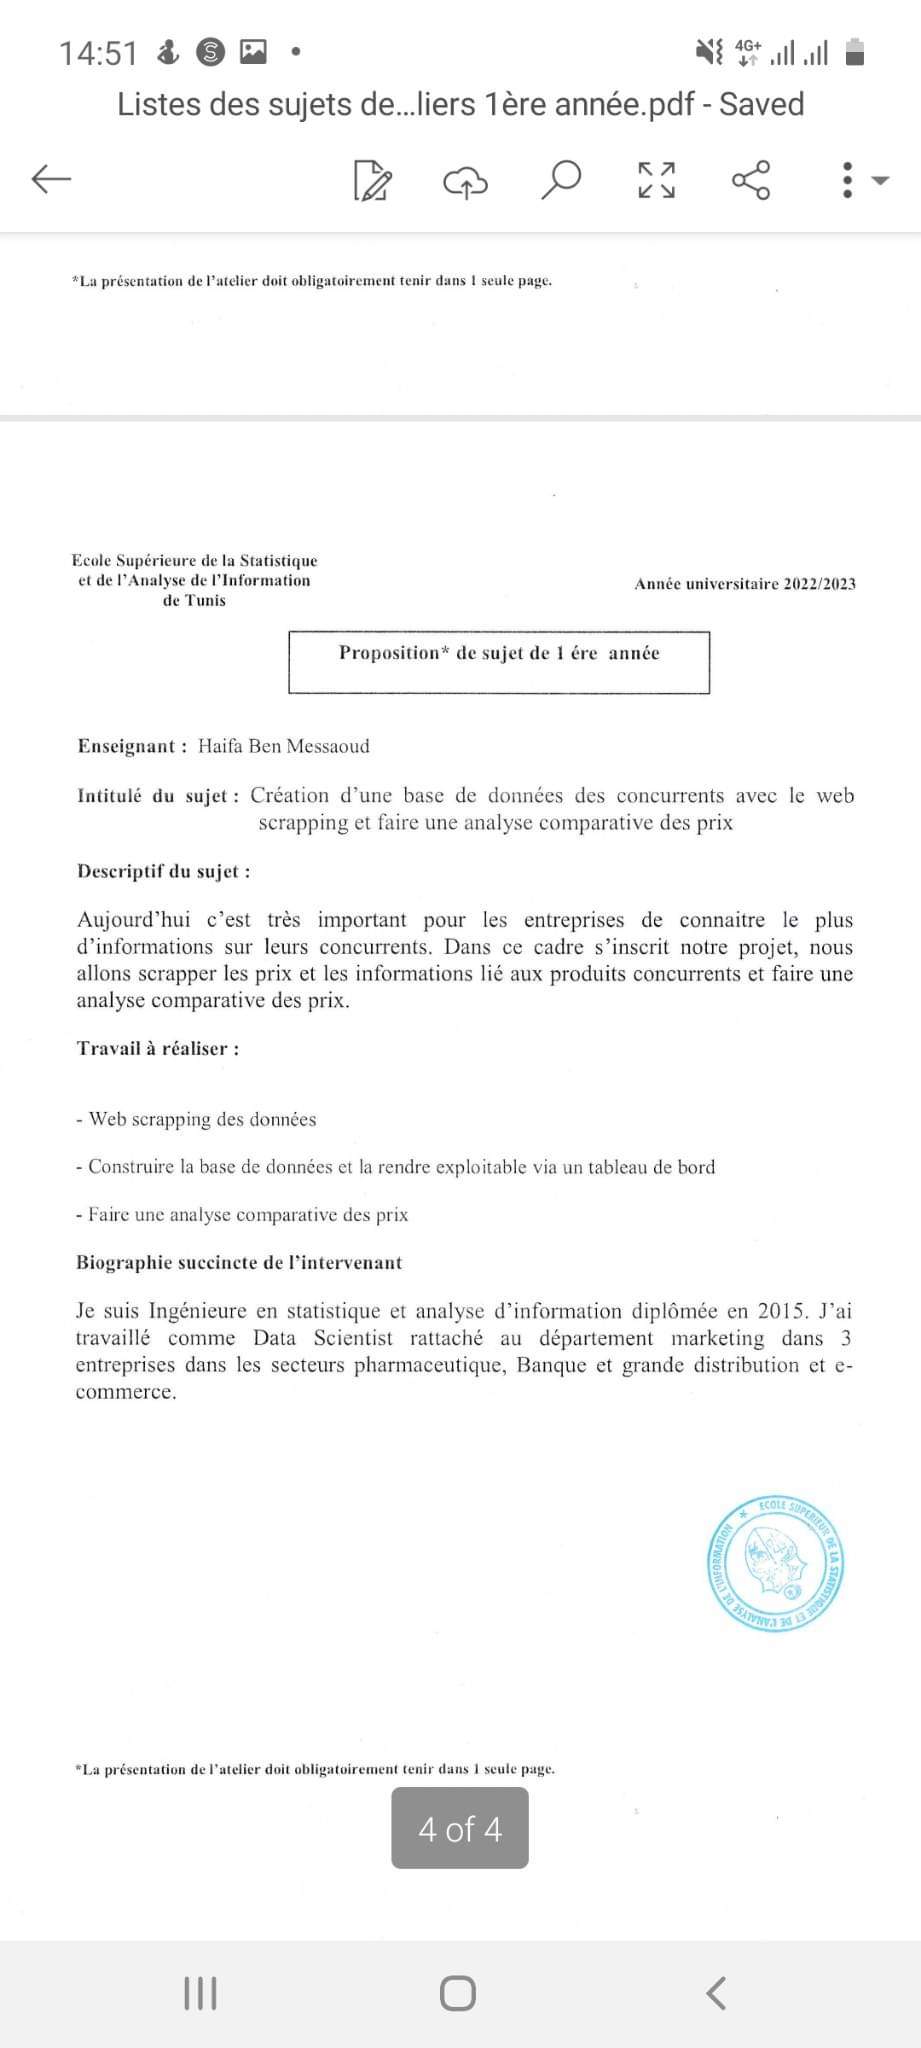 14:51
4G+
Listes des sujets de...liers 1ère année.pdf - Saved
*La présentation de l'atelier doit obligatoirement tenir dans 1 seule page.
Ecole Supérieure de la Statistique
et de l'Analyse de l'Information
de Tunis
Année universitaire 2022/2023
Proposition* de sujet de 1 ére année
Enseignant : Haifa Ben Messaoud
Intitulé du sujet : Création d'une base de données des concurrents avec le web
scrapping et faire une analyse comparative des prix
Descriptif du sujet :
Aujourd'hui c'est très important pour les entreprises de connaitre le plus
d'informations sur leurs concurrents. Dans ce cadre s'inscrit notre projet, nous
allons scrapper les prix et les informations lié aux produits concurrents et faire une
analyse comparative des prix.
Travail à réaliser :
- Web scrapping des données
- Construire la base de données et la rendre exploitable via un tableau de bord
- Faire une analyse comparative des prix
Biographie succincte de l'intervenant
Je suis Ingénieure en statistique et analyse d'information diplômée en 2015. J'ai
travaillé comme Data Scientist rattaché au département marketing dans 3
entreprises dans les secteurs pharmaceutique, Banque et grande distribution et e-
commerce.
ECOLE SUPERIEUR DE LA STATISTIQUE ET DE L'ANALYSE DE L'INFORMATION
*La présentation de l'atelier doit obligatoirement tenir dans 1 seule page.
4 of 4